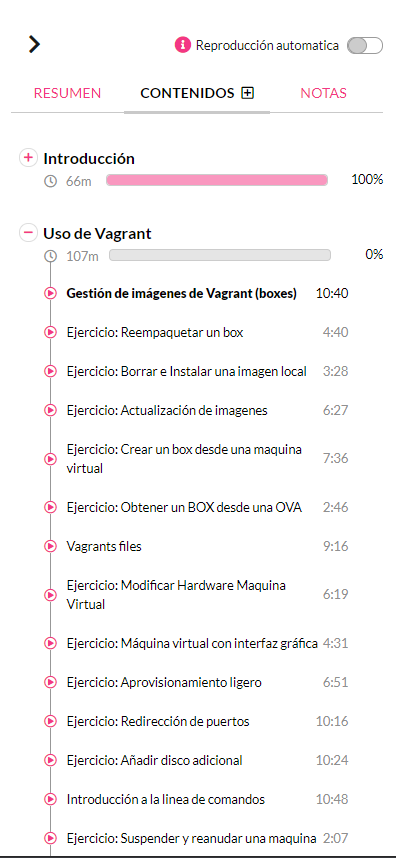 Reproducción automatica
RESUMEN CONTENIDOS NOTAS
Introducción
66m 100%
Uso de Vagrant
107m 0%
Gestión de imágenes de Vagrant (boxes) 10:40
Ejercicio: Reempaquetar un box 4:40
Ejercicio: Borrar e Instalar una imagen local 3:28
Ejercicio: Actualización de imagenes 6:27
Ejercicio: Crear un box desde una maquina
virtual 7:36
Ejercicio: Obtener un BOX desde una OVA 2:46
Vagrants files 9:16
Ejercicio: Modificar Hardware Maquina
Virtual 6:19
Ejercicio: Máquina virtual con interfaz gráfica 4:31
Ejercicio: Aprovisionamiento ligero 6:51
Ejercicio: Redirección de puertos 10:16
Ejercicio: Añadir disco adicional 10:24
Introducción a la linea de comandos 10:48
Ejercicio: Suspender y reanudar una maquina 2:07